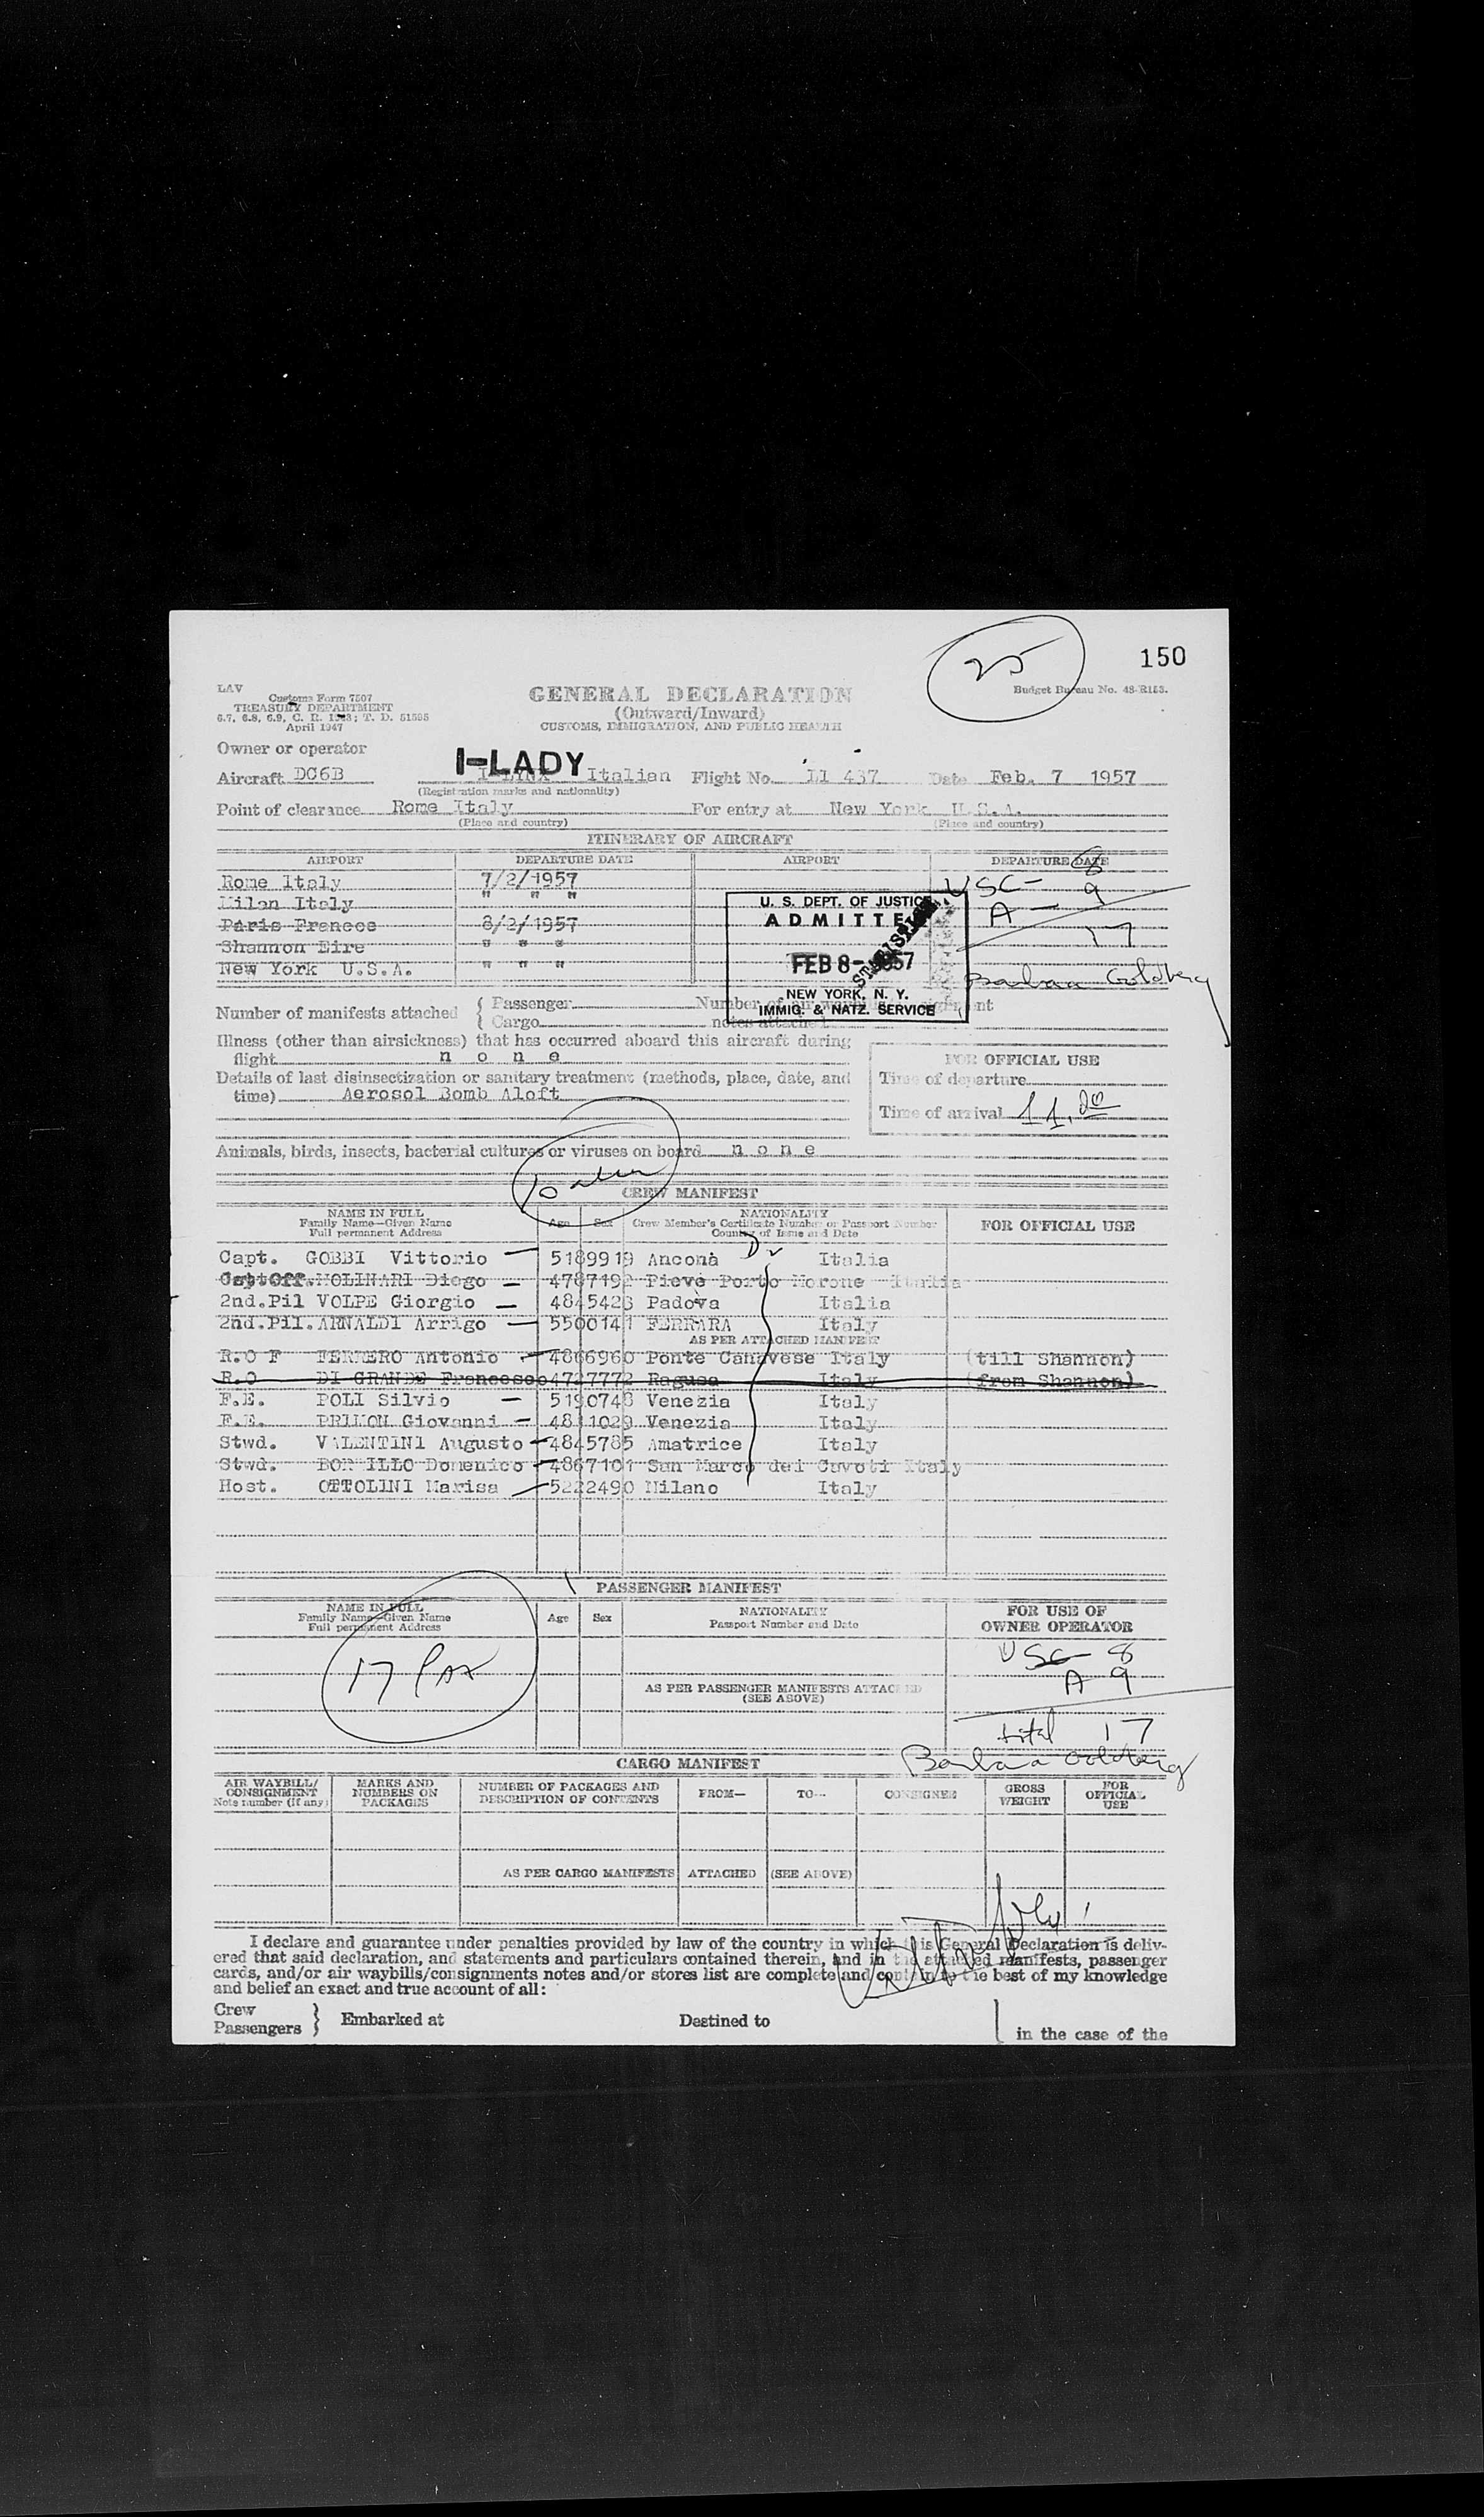 25
150
LAV
Customs Form 7507
TREASURY DEPARTMENT
April 1947
Budget Bureau No. 48-R153.
GENERAL DECLARATION
(Outward/Inward)
CUSTOMS, IMMIGRATION, AND PUBLIC HEALTH
Owner or operator
Aircraft DC6B I-LADY Italian Flight No. LI 437 Date Feb. 7 1957
(Registration marks and nationality)
Point of clearance Rome Italy For entry at New York U.S.A.
(Place and country) (Place and country)
ITINERARY OF AIRCRAFT
AIRPORT DEPARTURE DATE AIRPORT DEPARTURE DATE
Rome Italy 7/2/1957
Milan Italy " " "
Paris France 8/2/1957
Shannon Eire " " "
New York U.S.A. " " "
USC- 8
A - 9
17
Barbara Goldberg
U. S. DEPT. OF JUSTICE
ADMITTED
FEB 8- 1957
NEW YORK, N. Y.
IMMIG. & NATZ. SERVICE
Number of manifests attached { Passenger
{ Cargo
Illness (other than airsickness) that has occurred aboard this aircraft during
flight n o n e
Details of last disinsectization or sanitary treatment (methods, place, date, and
time) Aerosol Bomb Aloft
FOR OFFICIAL USE
Time of departure
Time of arrival 11.20
Animals, birds, insects, bacterial cultures or viruses on board n o n e
CREW MANIFEST
NAME IN FULL
Family Name—Given Name
Full permanent Address
Age Sex
NATIONALITY
Crew Member's Certificate Number or Passport Number
Country of Issue and Date
FOR OFFICIAL USE
Capt. GOBBI Vittorio 5189919 Ancona Italia
MOLINARI Diego 4787192 Pieve Porto Morone Italia
2nd.Pil VOLPE Giorgio 4845423 Padova Italia
2nd.Pil. ARNALDI Arrigo 5500141 FERRARA Italy
AS PER ATTACHED MANIFEST
R.O F FERRERO Antonio 4866960 Ponte Canavese Italy (till Shannon)
R.O DI GRANDE Francesco 4727772 Ragusa Italy (from Shannon)
F.E. POLI Silvio 5190743 Venezia Italy
F.E. PRIMON Giovanni 4811029 Venezia Italy
Stwd. VALENTINI Augusto 4845785 Amatrice Italy
Stwd. Domenico 4867101 San Marco dei Cavoti Italy
Host. OTTOLINI Marisa 5222490 Milano Italy
PASSENGER MANIFEST
NAME IN FULL
Family Name—Given Name
Full permanent Address
Age Sex
NATIONALITY
Passport Number and Date
FOR USE OF
OWNER OPERATOR
17 Pax
AS PER PASSENGER MANIFESTS ATTACHED
(SEE ABOVE)
USC 8
A 9
total 17
Barbara Goldberg
CARGO MANIFEST
AIR WAYBILL/
CONSIGNMENT
Note number (if any)
MARKS AND
NUMBERS ON
PACKAGES
NUMBER OF PACKAGES AND
DESCRIPTION OF CONTENTS
FROM—
TO—
CONSIGNEE
GROSS
WEIGHT
FOR
OFFICIAL
USE
AS PER CARGO MANIFESTS ATTACHED (SEE ABOVE)
I declare and guarantee under penalties provided by law of the country in which this General Declaration is deliv-
ered that said declaration, and statements and particulars contained therein, and in the attached manifests, passenger
cards, and/or air waybills/consignments notes and/or stores list are complete and contain to the best of my knowledge
and belief an exact and true account of all:
Crew
Passengers } Embarked at Destined to in the case of the